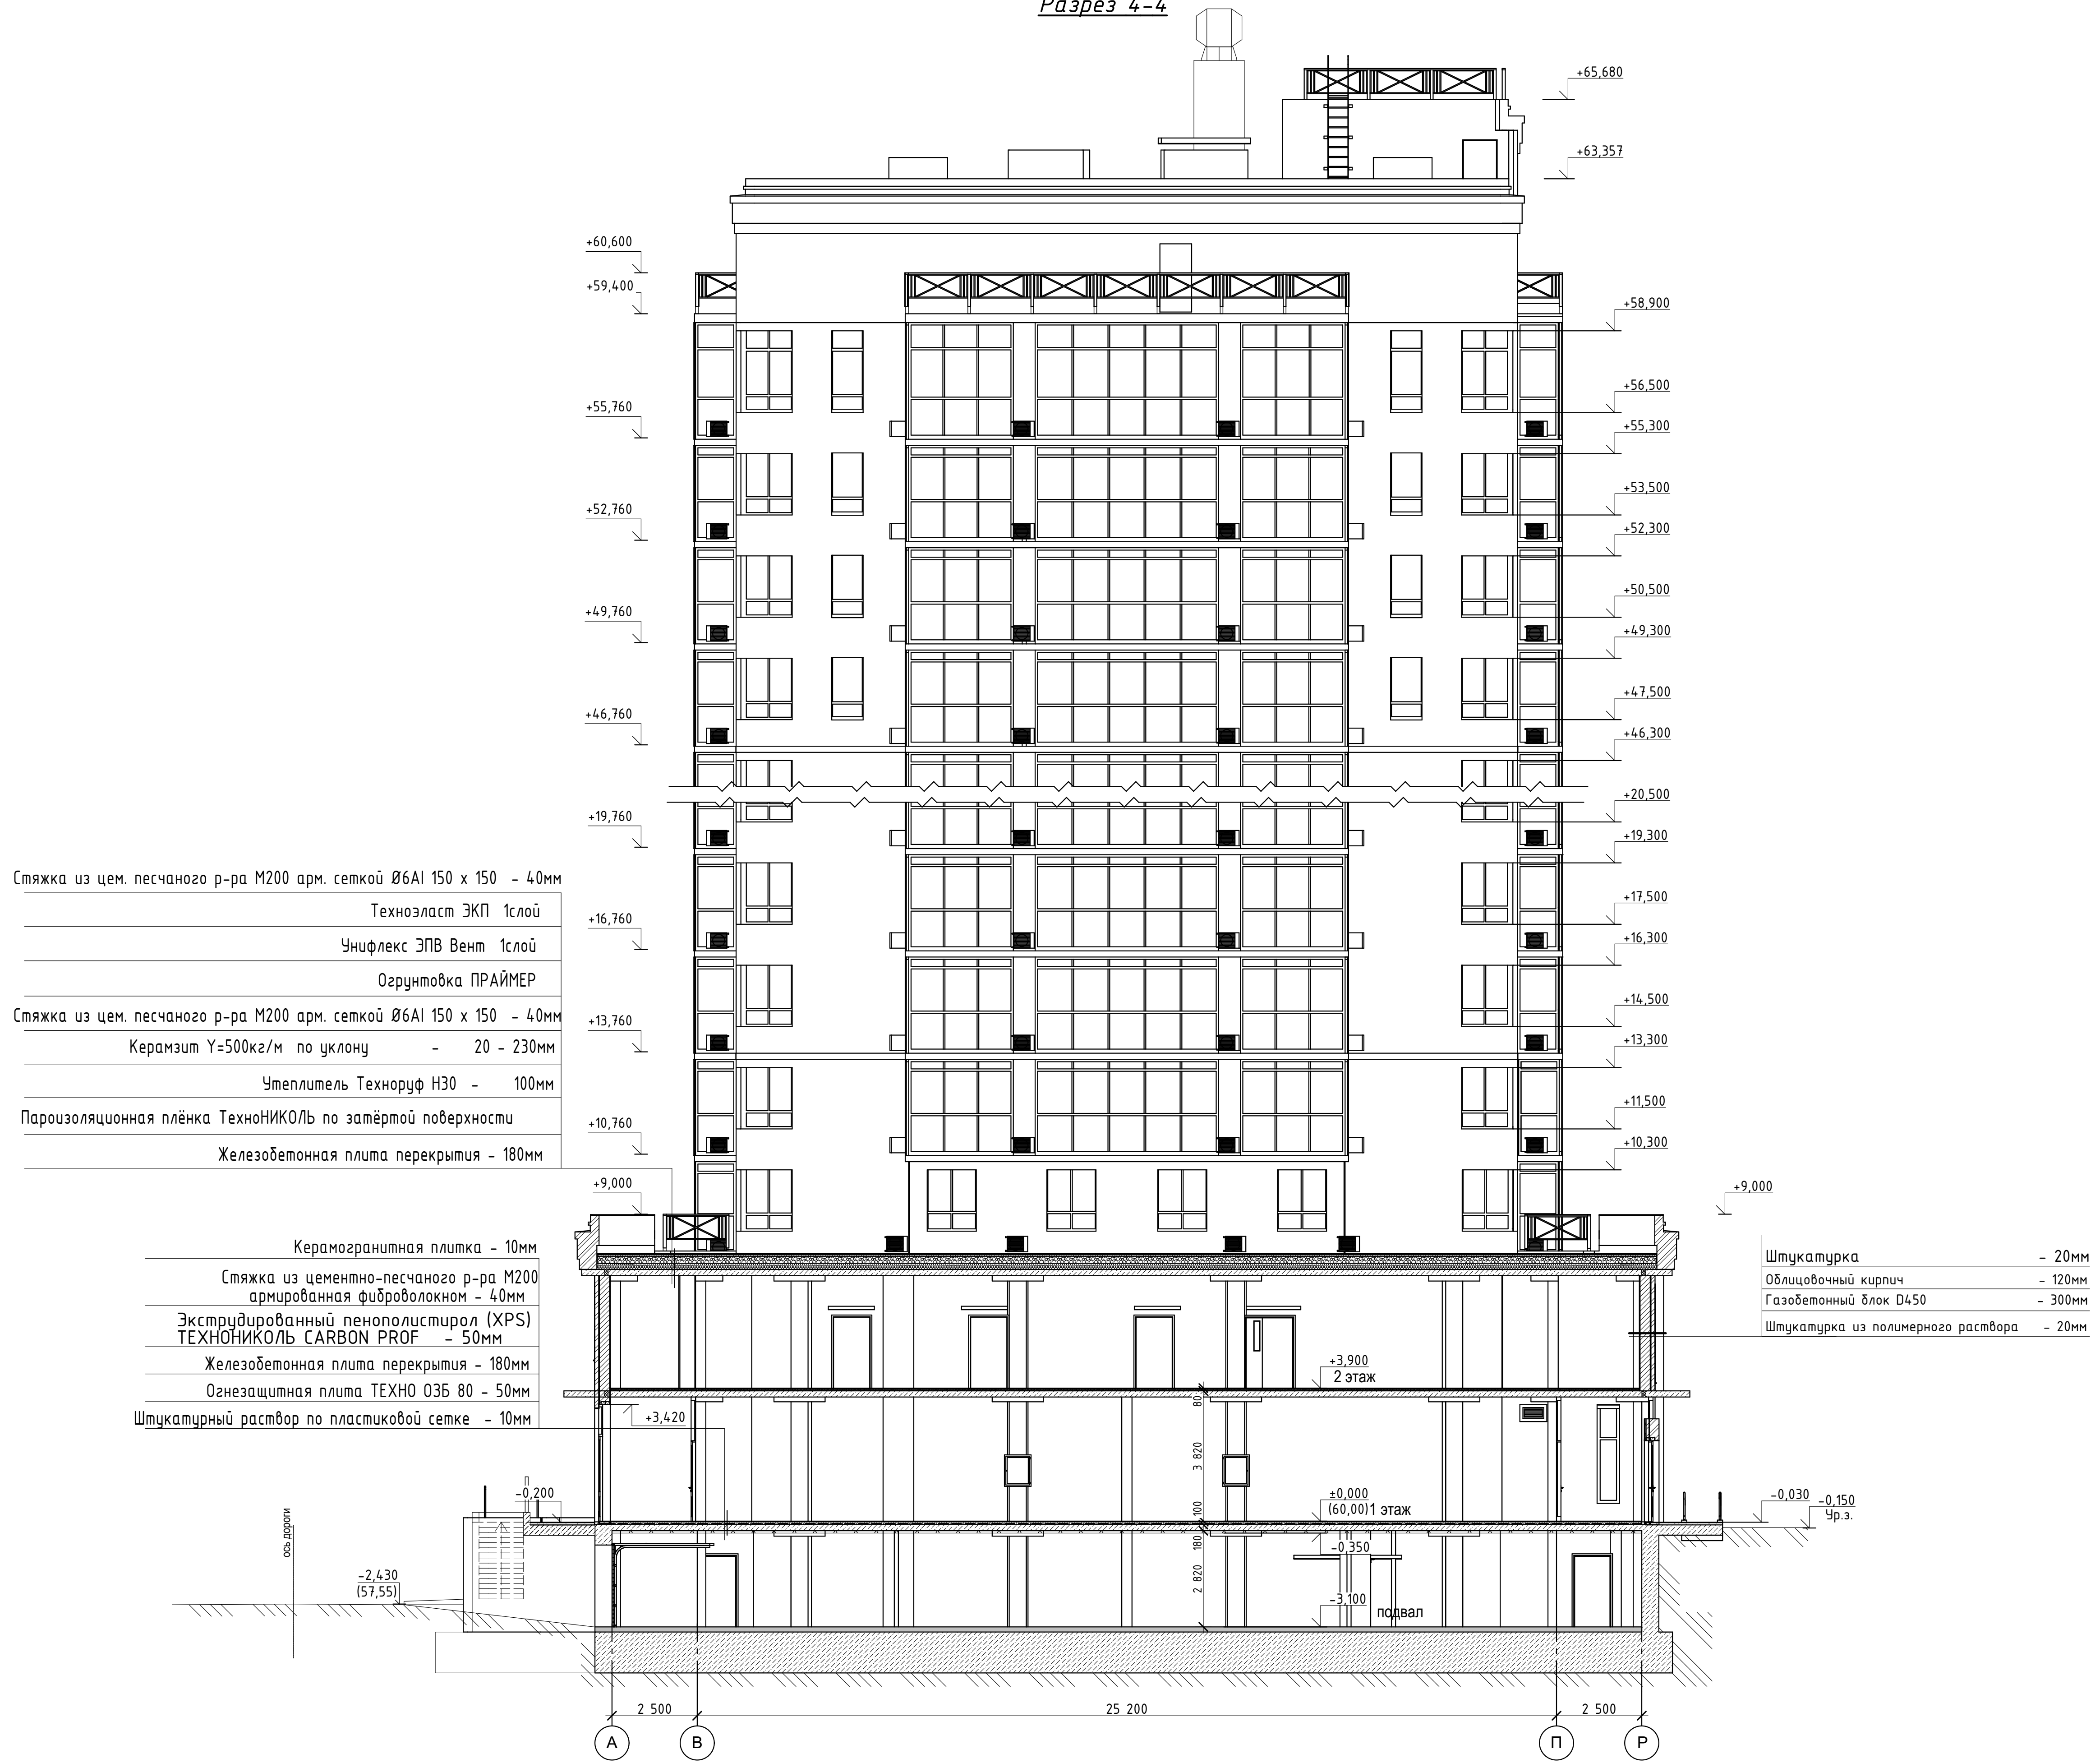 Разрез 4-4
+65,680
+63,357
+60,600
+59,400
+58,900
+56,500
+55,760
+55,300
+53,500
+52,760
+52,300
+50,500
+49,760
+49,300
+47,500
+46,760
+46,300
+20,500
+19,760
+19,300
+17,500
+16,760
+16,300
+14,500
+13,760
+13,300
+11,500
+10,760
+10,300
+9,000
+9,000
Стяжка из цем. песчаного р-ра М200 арм. сеткой Ø6АI 150 х 150 - 40мм
Техноэласт ЭКП 1слой
Унифлекс ЭПВ Вент 1слой
Огрунтовка ПРАЙМЕР
Стяжка из цем. песчаного р-ра М200 арм. сеткой Ø6АI 150 х 150 - 40мм
Керамзит Y=500кг/м по уклону - 20 - 230мм
Утеплитель Техноруф Н30 - 100мм
Пароизоляционная плёнка ТехноНИКОЛЬ по затёртой поверхности
Железобетонная плита перекрытия - 180мм
Керамогранитная плитка - 10мм
Стяжка из цементно-песчаного р-ра М200
армированная фиброволокном - 40мм
Экструдированный пенополистирол (XPS)
ТЕХНОНИКОЛЬ CARBON PROF - 50мм
Железобетонная плита перекрытия - 180мм
Огнезащитная плита ТЕХНО ОЗБ 80 - 50мм
Штукатурный раствор по пластиковой сетке - 10мм
Штукатурка - 20мм
Облицовочный кирпич - 120мм
Газобетонный блок D450 - 300мм
Штукатурка из полимерного раствора - 20мм
+3,900
2 этаж
80
+3,420
3 820
-0,200
±0,000
(60,00)1 этаж
100
-0,030
-0,150
Ур.з.
ось дороги
180
-0,350
2 820
-2,430
(57,55)
-3,100
подвал
2 500
25 200
2 500
А
В
П
Р